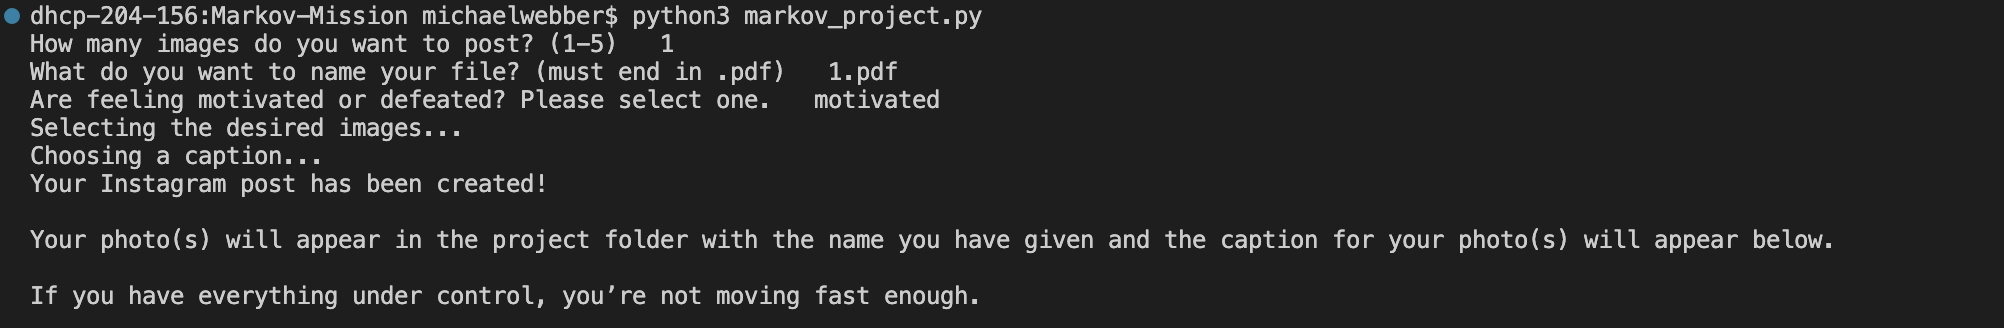 dhcp-204-156:Markov-Mission michaelwebber$ python3 markov_project.py
How many images do you want to post? (1-5)   1
What do you want to name your file? (must end in .pdf)   1.pdf
Are feeling motivated or defeated? Please select one.   motivated
Selecting the desired images...
Choosing a caption...
Your Instagram post has been created!
Your photo(s) will appear in the project folder with the name you have given and the caption for your photo(s) will appear below.
If you have everything under control, you’re not moving fast enough.